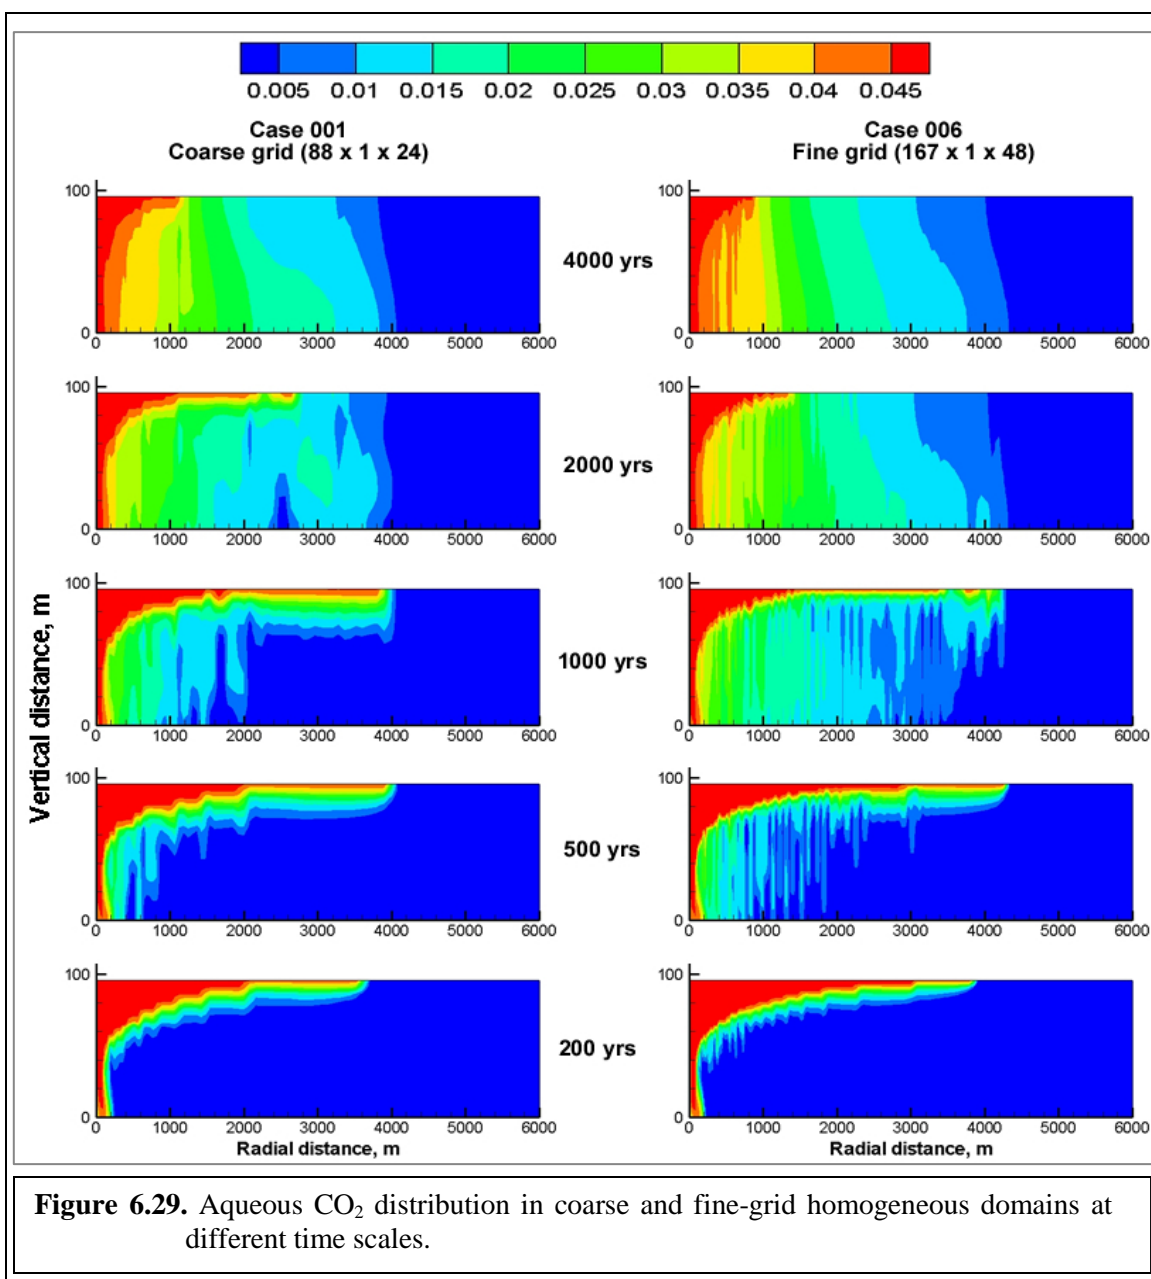 0.005 0.01 0.015 0.02 0.025 0.03 0.035 0.04 0.045
Case 001
Coarse grid (88 x 1 x 24)
Case 006
Fine grid (167 x 1 x 48)
100
0
0 1000 2000 3000 4000 5000 6000
4000 yrs
100
0
0 1000 2000 3000 4000 5000 6000
100
0
0 1000 2000 3000 4000 5000 6000
2000 yrs
100
0
0 1000 2000 3000 4000 5000 6000
Vertical distance, m
100
0
0 1000 2000 3000 4000 5000 6000
1000 yrs
100
0
0 1000 2000 3000 4000 5000 6000
100
0
0 1000 2000 3000 4000 5000 6000
500 yrs
100
0
0 1000 2000 3000 4000 5000 6000
100
0
0 1000 2000 3000 4000 5000 6000
Radial distance, m
200 yrs
100
0
0 1000 2000 3000 4000 5000 6000
Radial distance, m
Figure 6.29. Aqueous CO₂ distribution in coarse and fine-grid homogeneous domains at
different time scales.